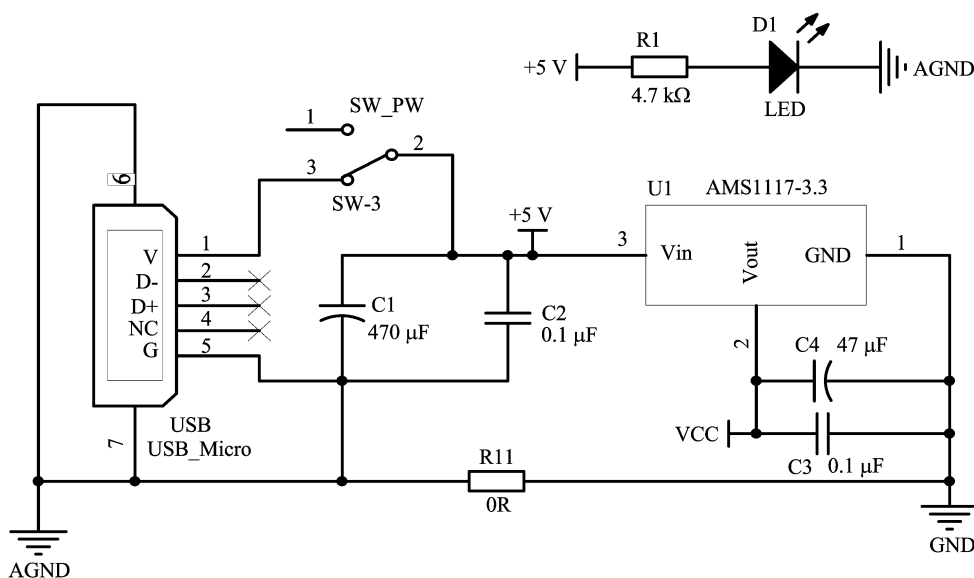 D1
R1
+5 V
AGND
4.7 kΩ
LED
SW_PW
1
2
3
SW-3
6
U1
AMS1117-3.3
+5 V
3
1
Vin
Vout
GND
V
1
D-
2
D+
3
NC
4
G
5
C1
470 μF
C2
0.1 μF
2
C4
47 μF
USB
USB_Micro
7
VCC
C3
0.1 μF
R11
0R
AGND
GND